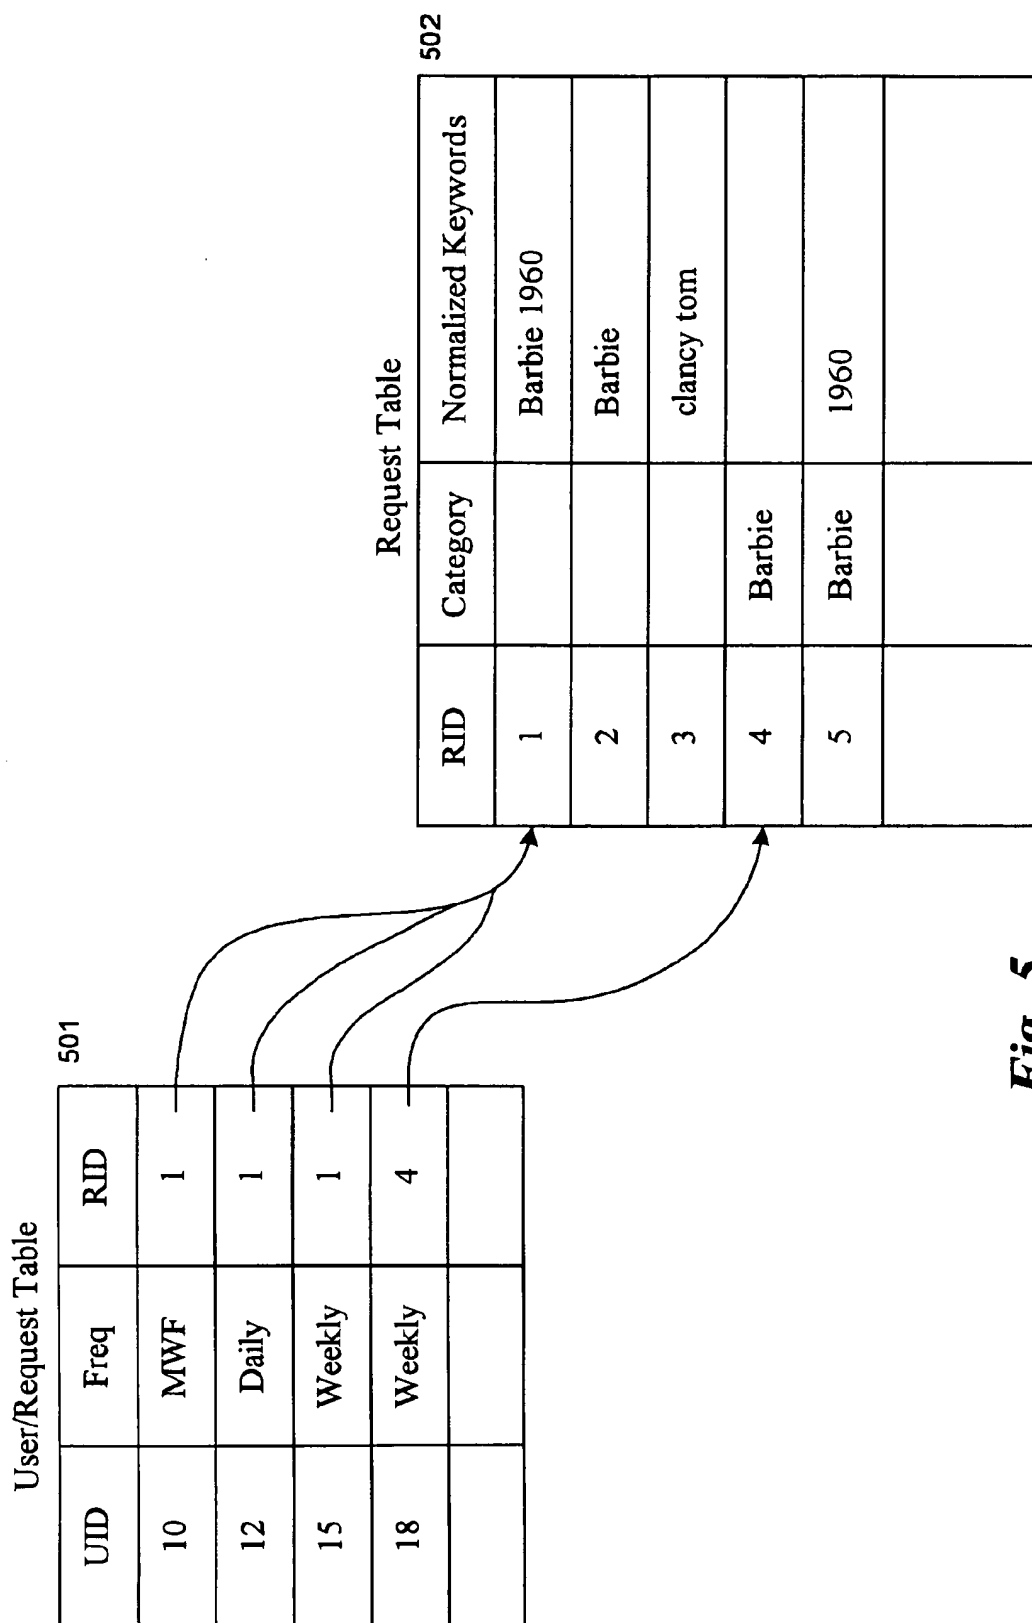 User/Request Table
501
UID Freq RID
10 MWF 1
12 Daily 1
15 Weekly 1
18 Weekly 4
Request Table
502
RID Category Normalized Keywords
1 Barbie 1960
2 Barbie
3 clancy tom
4 Barbie
5 Barbie 1960
Fig. 5